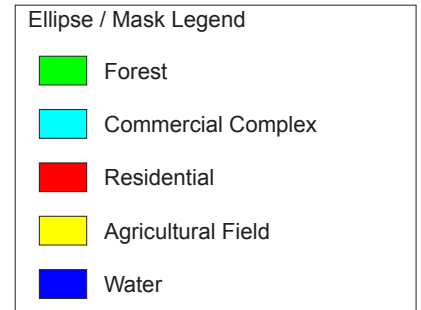 Ellipse / Mask Legend
Forest
Commercial Complex
Residential
Agricultural Field
Water